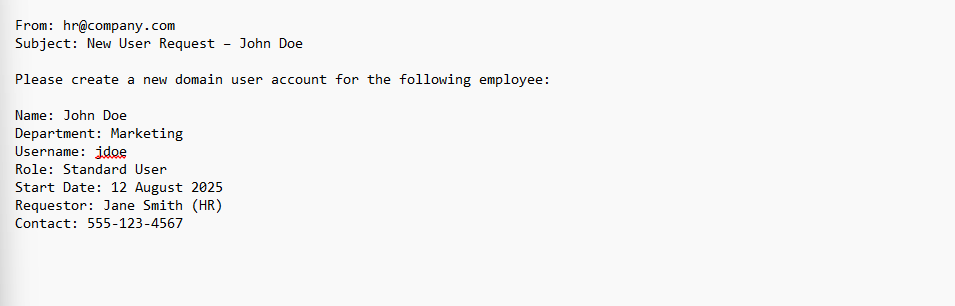 From: hr@company.com
Subject: New User Request – John Doe
Please create a new domain user account for the following employee:
Name: John Doe
Department: Marketing
Username: jdoe
Role: Standard User
Start Date: 12 August 2025
Requestor: Jane Smith (HR)
Contact: 555-123-4567